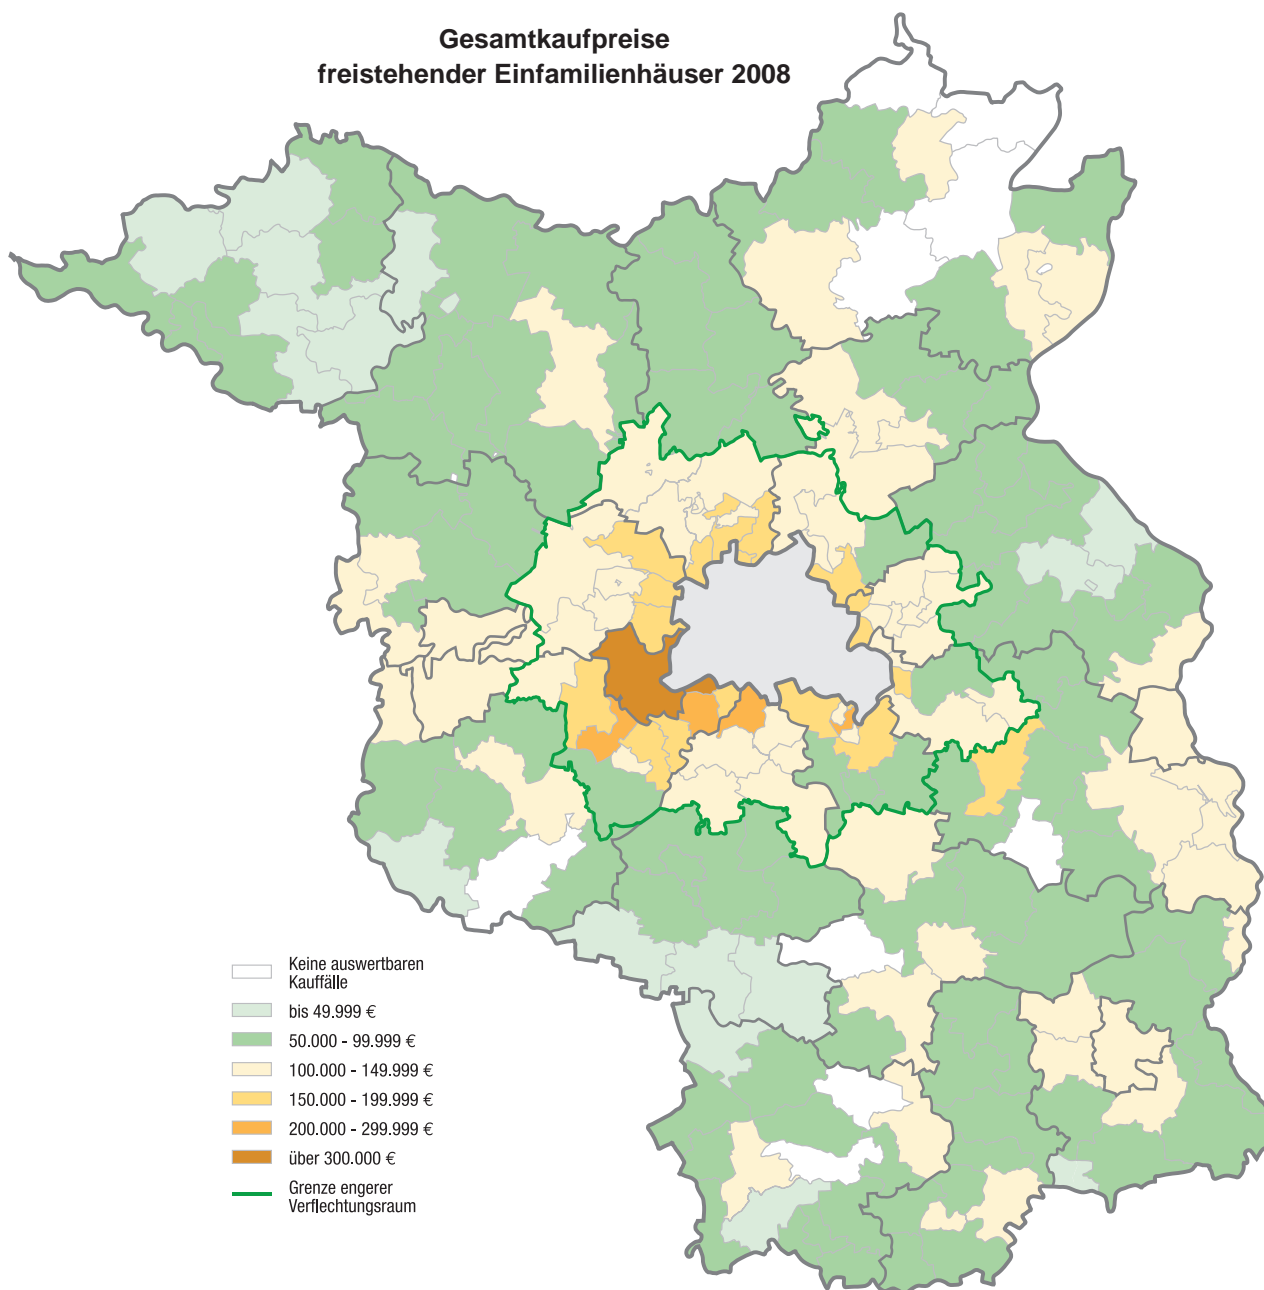 Gesamtkaufpreise
freistehender Einfamilienhäuser 2008
Keine auswertbaren
Kauffälle
bis 49.999 €
50.000 - 99.999 €
100.000 - 149.999 €
150.000 - 199.999 €
200.000 - 299.999 €
über 300.000 €
Grenze engerer
Verflechtungsraum